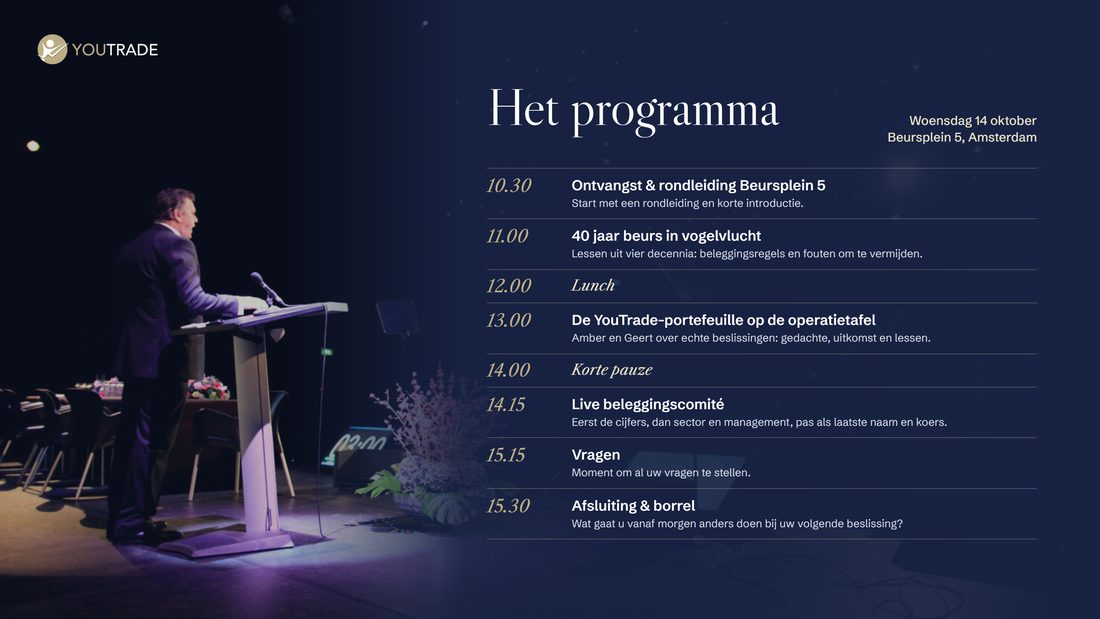 YOUTRADE
Het programma
Woensdag 14 oktober
Beursplein 5, Amsterdam
10.30 Ontvangst & rondleiding Beursplein 5
Start met een rondleiding en korte introductie.
11.00 40 jaar beurs in vogelvlucht
Lessen uit vier decennia: beleggingsregels en fouten om te vermijden.
12.00 Lunch
13.00 De YouTrade-portefeuille op de operatietafel
Amber en Geert over echte beslissingen: gedachte, uitkomst en lessen.
14.00 Korte pauze
14.15 Live beleggingscomité
Eerst de cijfers, dan sector en management, pas als laatste naam en koers.
15.15 Vragen
Moment om al uw vragen te stellen.
15.30 Afsluiting & borrel
Wat gaat u vanaf morgen anders doen bij uw volgende beslissing?